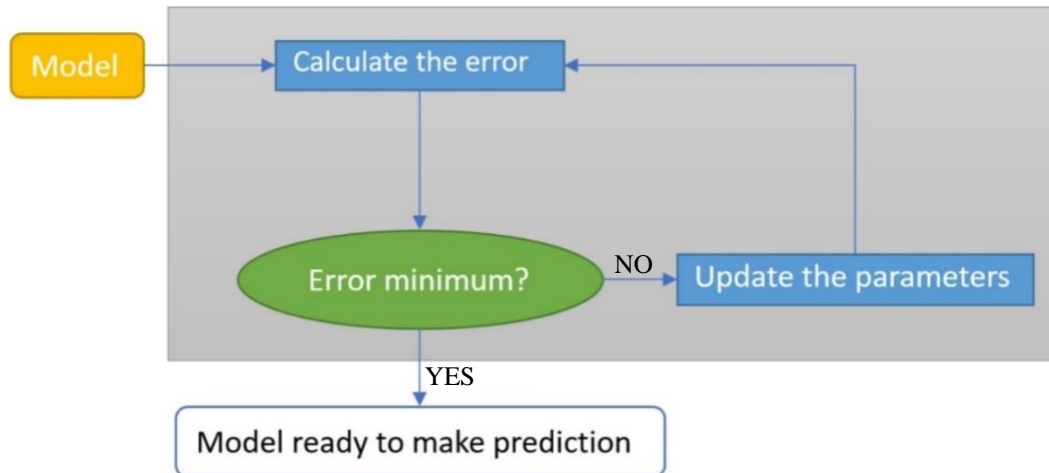 Model
Calculate the error
Error minimum?
NO
Update the parameters
YES
Model ready to make prediction